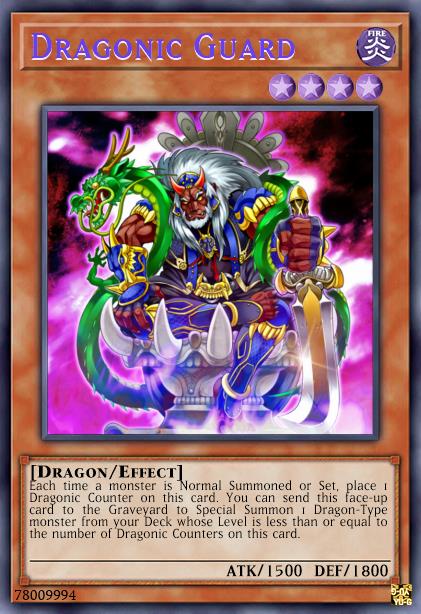 Dragonic Guard
FIRE
炎
[Dragon/Effect]
Each time a monster is Normal Summoned or Set, place 1
Dragonic Counter on this card. You can send this face-up
card to the Graveyard to Special Summon 1 Dragon-Type
monster from your Deck whose Level is less than or equal to
the number of Dragonic Counters on this card.
ATK/1500 DEF/1800
78009994